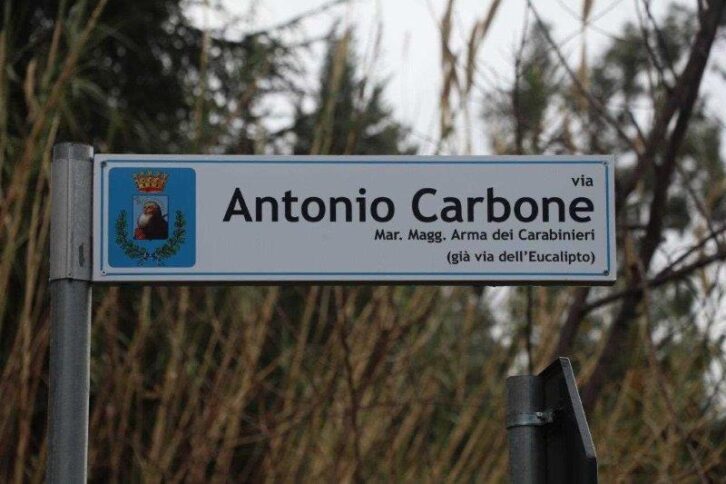 via
Antonio Carbone
Mar. Magg. Arma dei Carabinieri
(già via dell'Eucalipto)